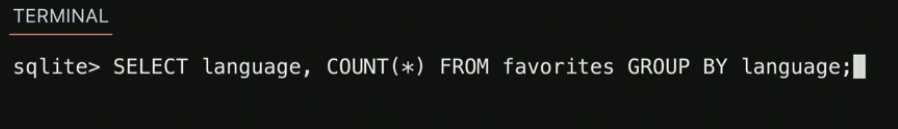 TERMINAL
sqlite> SELECT language, COUNT(*) FROM favorites GROUP BY language;